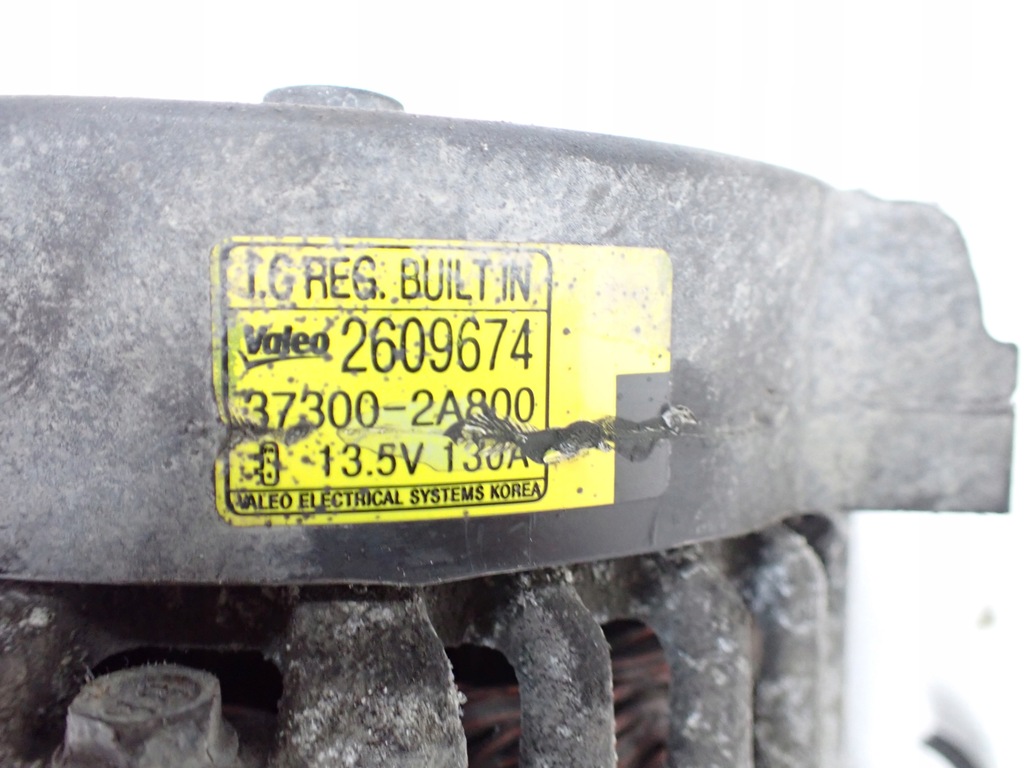 I.C REG. BUILT IN
Valeo 2609674
37300-2A800
13.5V 130A
VALEO ELECTRICAL SYSTEMS KOREA